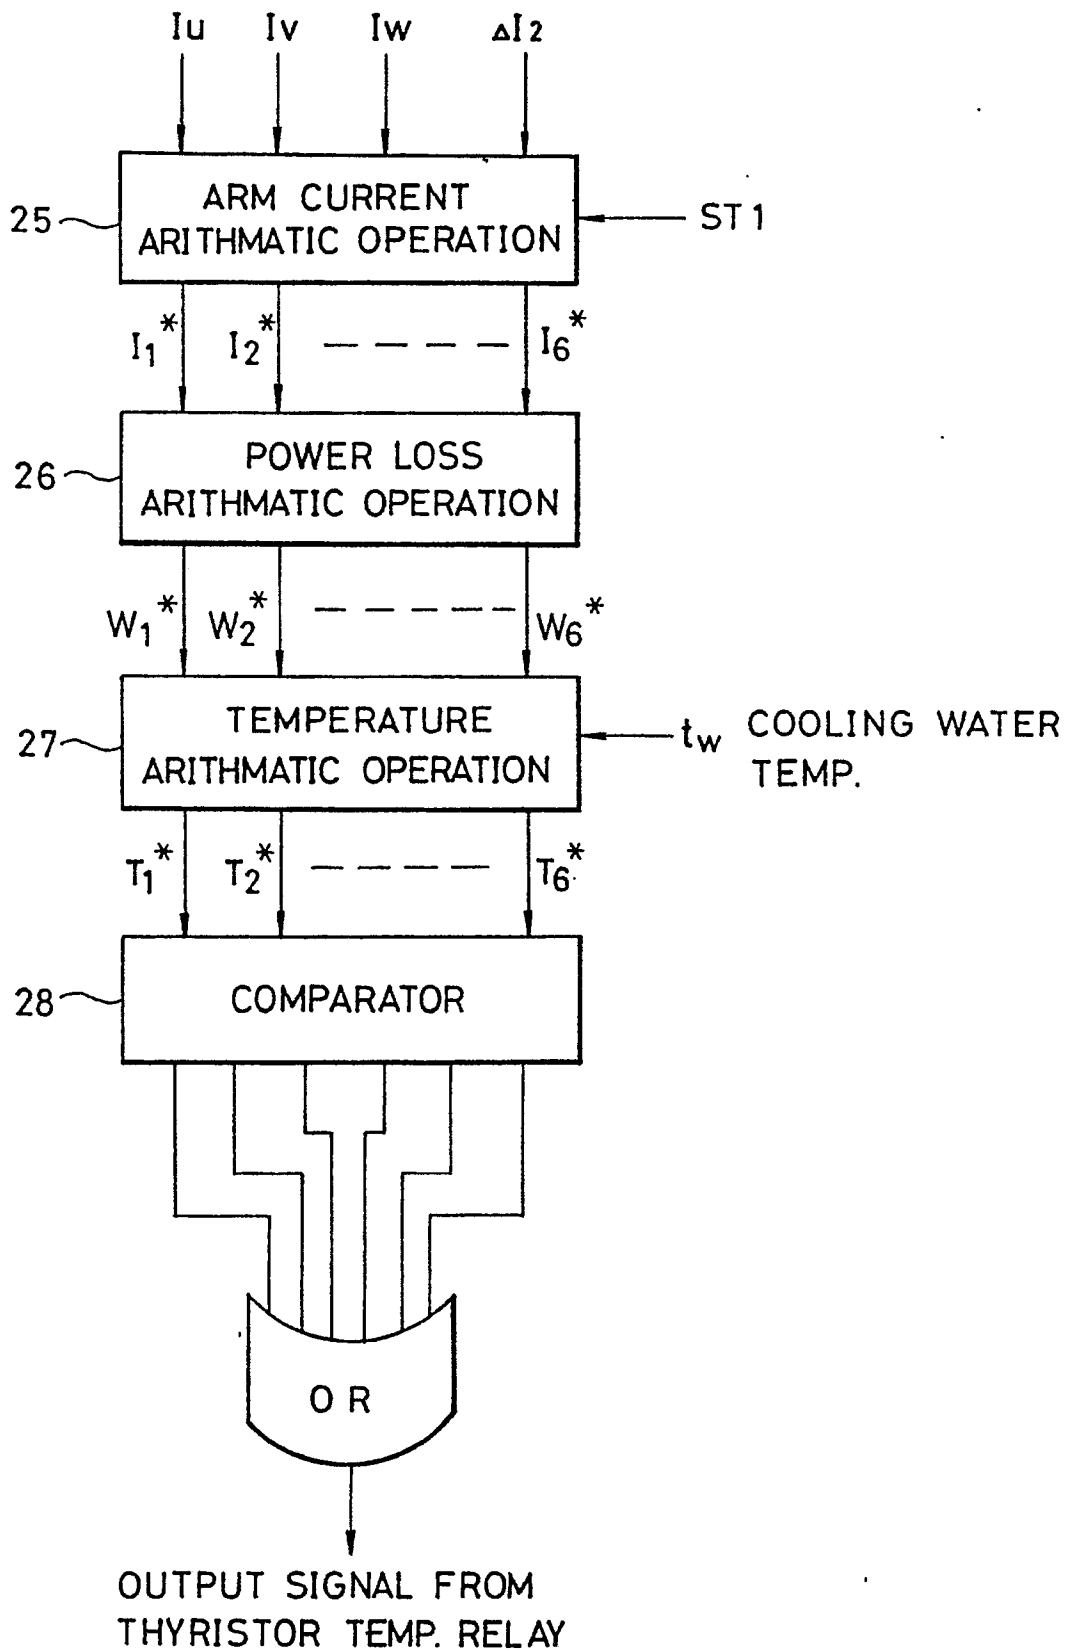 Iu Iv Iw ΔI2
25 ARM CURRENT
ARITHMATIC OPERATION
ST1
I1* I2* ----- I6*
26 POWER LOSS
ARITHMATIC OPERATION
W1* W2* ----- W6*
27 TEMPERATURE
ARITHMATIC OPERATION
tw COOLING WATER
TEMP.
T1* T2* ----- T6*
28 COMPARATOR
OR
OUTPUT SIGNAL FROM
THYRISTOR TEMP. RELAY